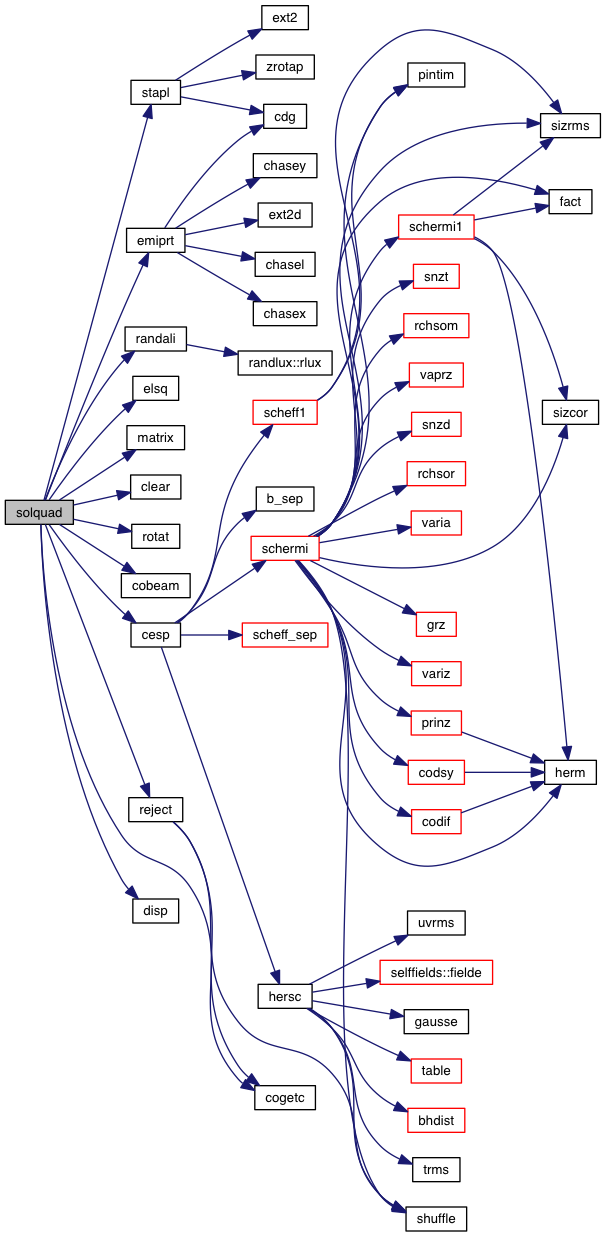 ext2
zrotap
stapl
cdg
chasey
ext2d
emiprt
chasel
chasex
randali
randlux::rlux
elsq
scheff1
matrix
clear
b_sep
solquad
rotat
schermi
cobeam
cesp
scheff_sep
reject
disp
hersc
cogetc
pintim
sizrms
fact
schermi1
snzt
rchsom
vaprz
sizcor
snzd
rchsor
varia
grz
variz
prinz
herm
codsy
codif
uvrms
selffields::fielde
gausse
table
bhdist
trms
shuffle